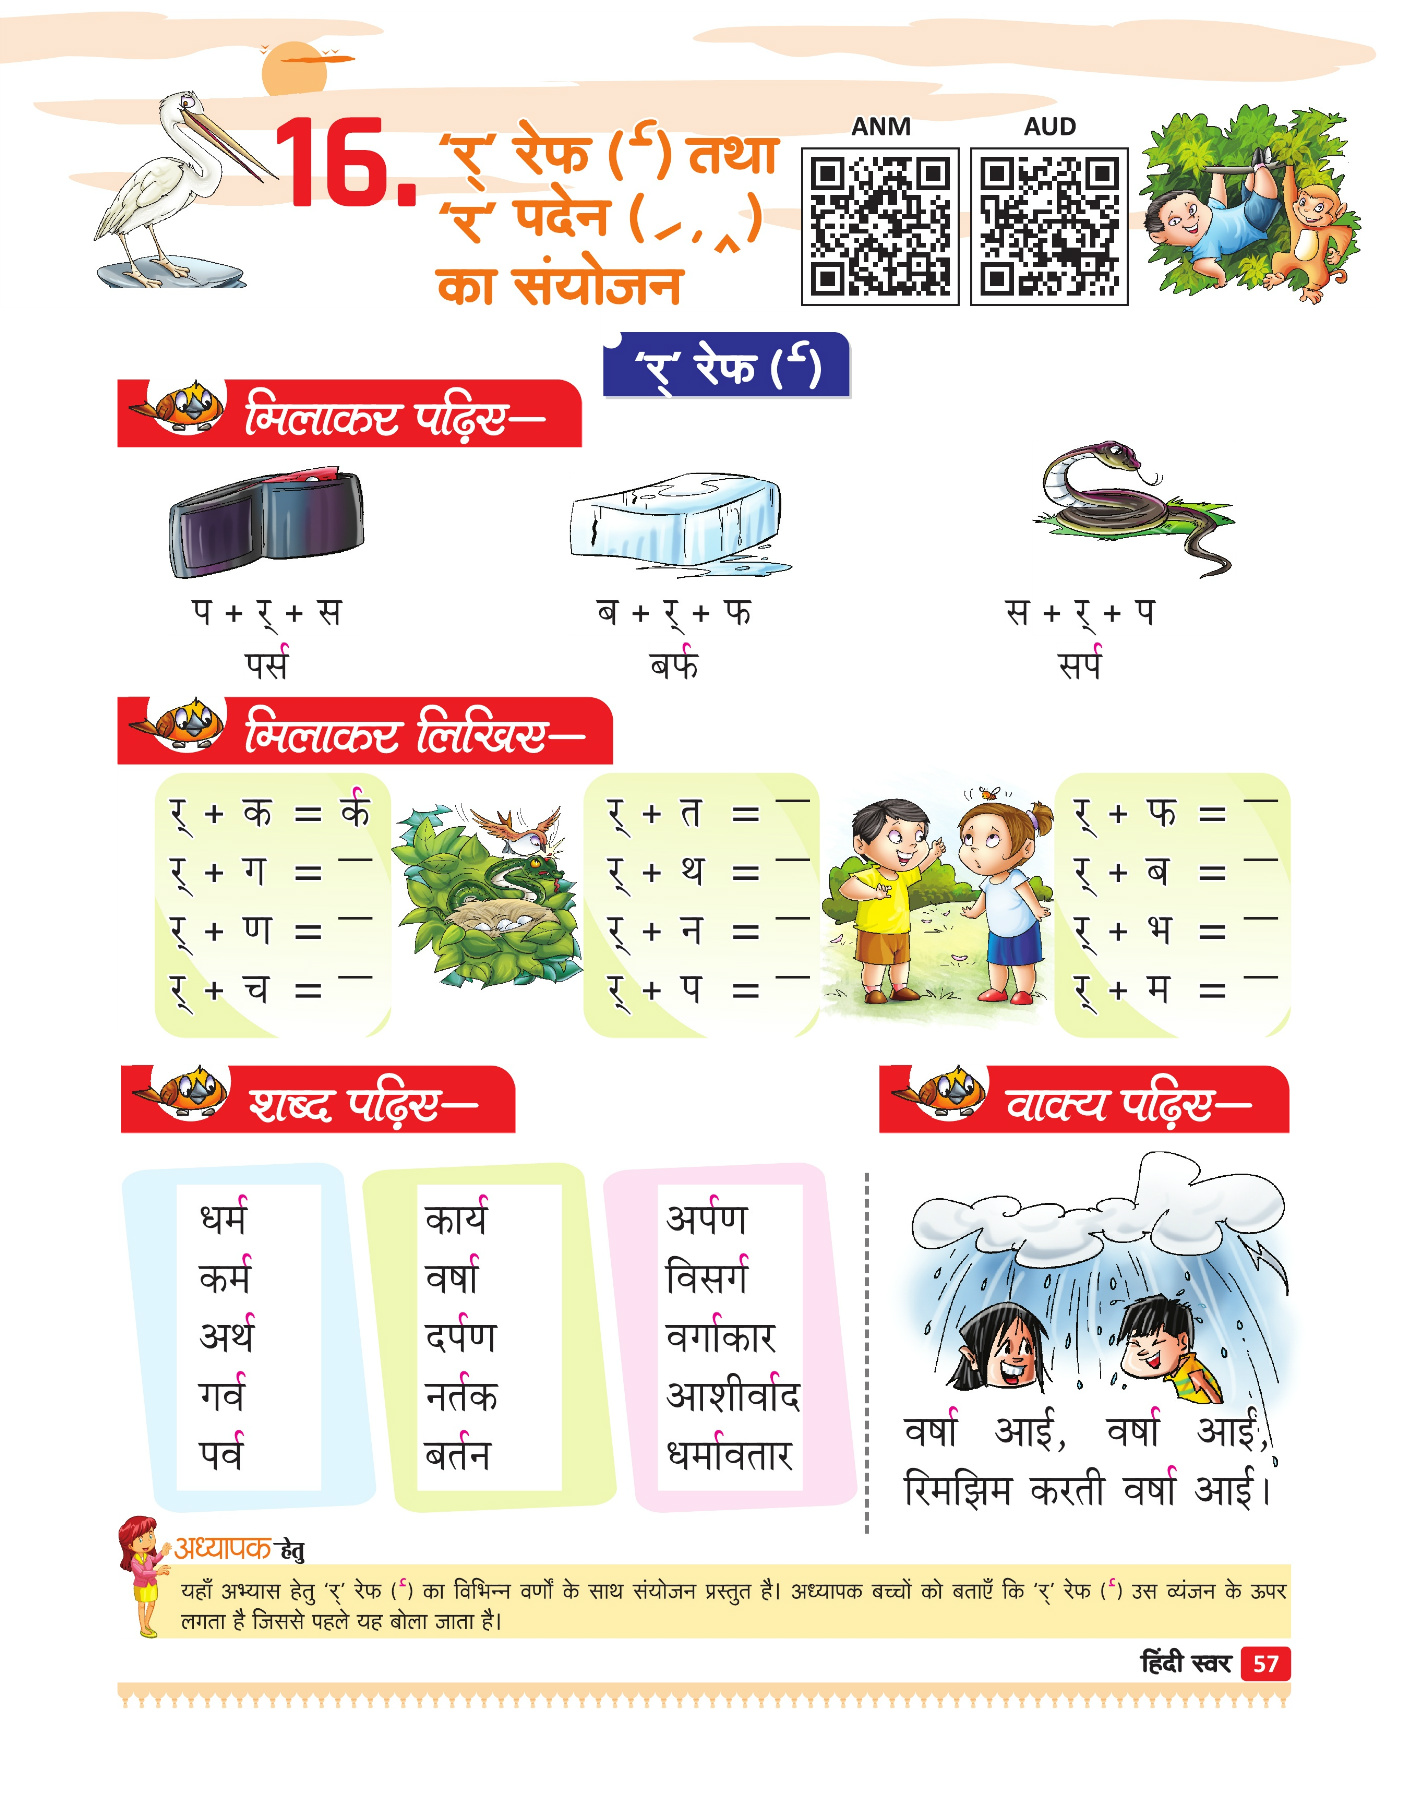 16.
‘र्’ रेफ (र्) तथा
‘र’ पदेन (्र , ्र)
का संयोजन
ANM
AUD
‘र्’ रेफ (र्)
मिलाकर पढ़िए—
प + र् + स
ब + र् + फ
स + र् + प
पर्स
बर्फ
सर्प
मिलाकर लिखिए—
र् + क = र्क
र् + ग = —
र् + ण = —
र् + च = —
र् + त = —
र् + थ = —
र् + न = —
र् + प = —
र् + फ = —
र् + ब = —
र् + भ = —
र् + म = —
शब्द पढ़िए—
धर्म
कर्म
अर्थ
गर्व
पर्व
कार्य
वर्षा
दर्पण
नर्तक
बर्तन
अर्पण
विसर्ग
वर्गाकार
आशीर्वाद
धर्मावतार
वाक्य पढ़िए—
वर्षा आई, वर्षा आई,
रिमझिम करती वर्षा आई।
अध्यापक हेतु
यहाँ अभ्यास हेतु ‘र्’ रेफ (र्) का विभिन्न वर्णों के साथ संयोजन प्रस्तुत है। अध्यापक बच्चों को बताएँ कि ‘र्’ रेफ (र्) उस व्यंजन के ऊपर
लगता है जिससे पहले यह बोला जाता है।
हिंदी स्वर 57